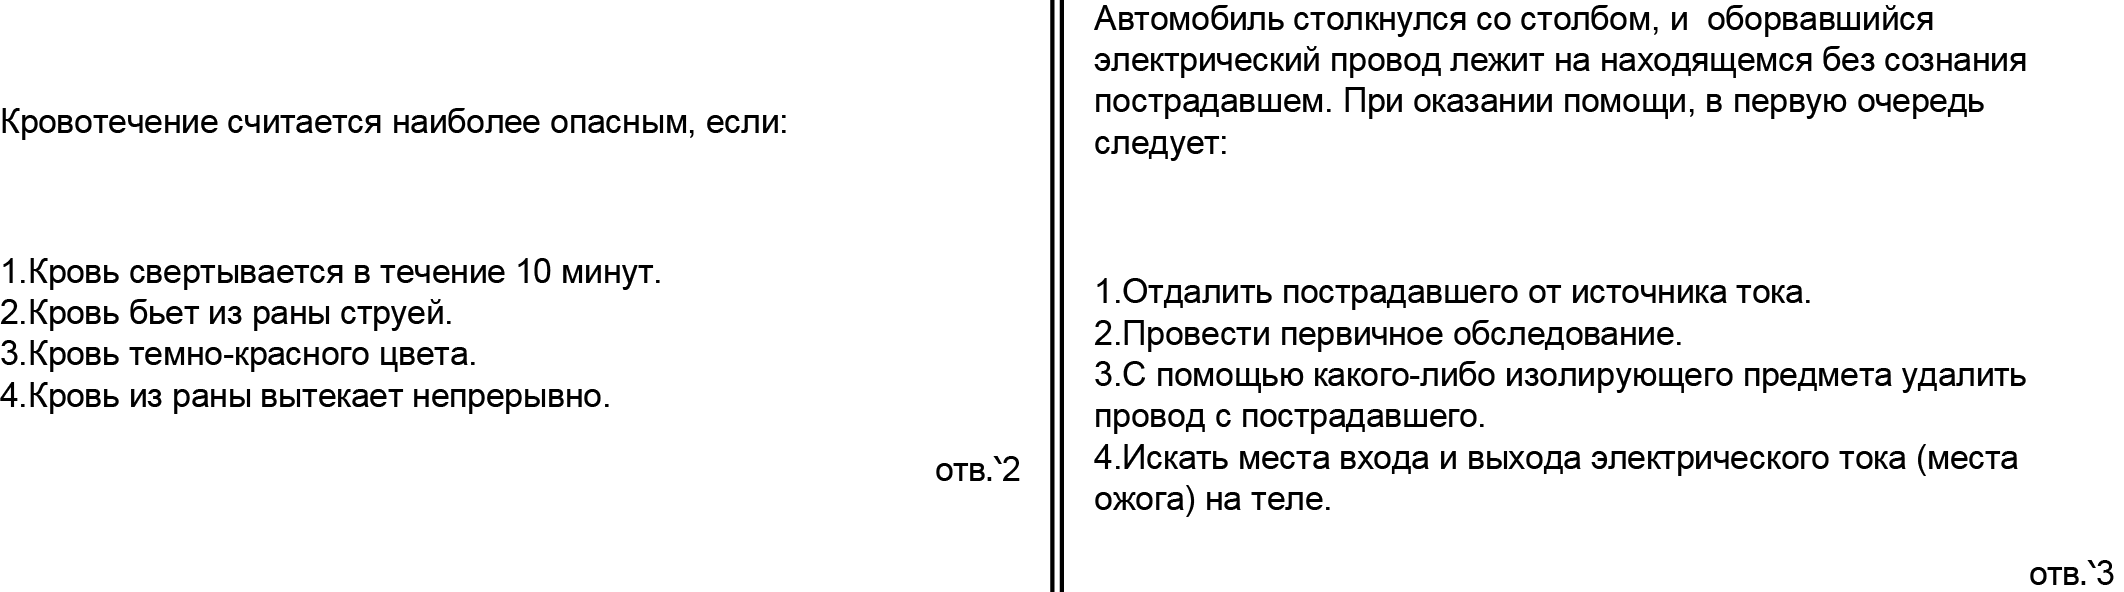 Кровотечение считается наиболее опасным, если:
1.Кровь свертывается в течение 10 минут.
2.Кровь бьет из раны струей.
3.Кровь темно-красного цвета.
4.Кровь из раны вытекает непрерывно.
отв.`2
Автомобиль столкнулся со столбом, и  оборвавшийся
электрический провод лежит на находящемся без сознания
пострадавшем. При оказании помощи, в первую очередь
следует:
1.Отдалить пострадавшего от источника тока.
2.Провести первичное обследование.
3.С помощью какого-либо изолирующего предмета удалить
провод с пострадавшего.
4.Искать места входа и выхода электрического тока (места
ожога) на теле.
отв.`3